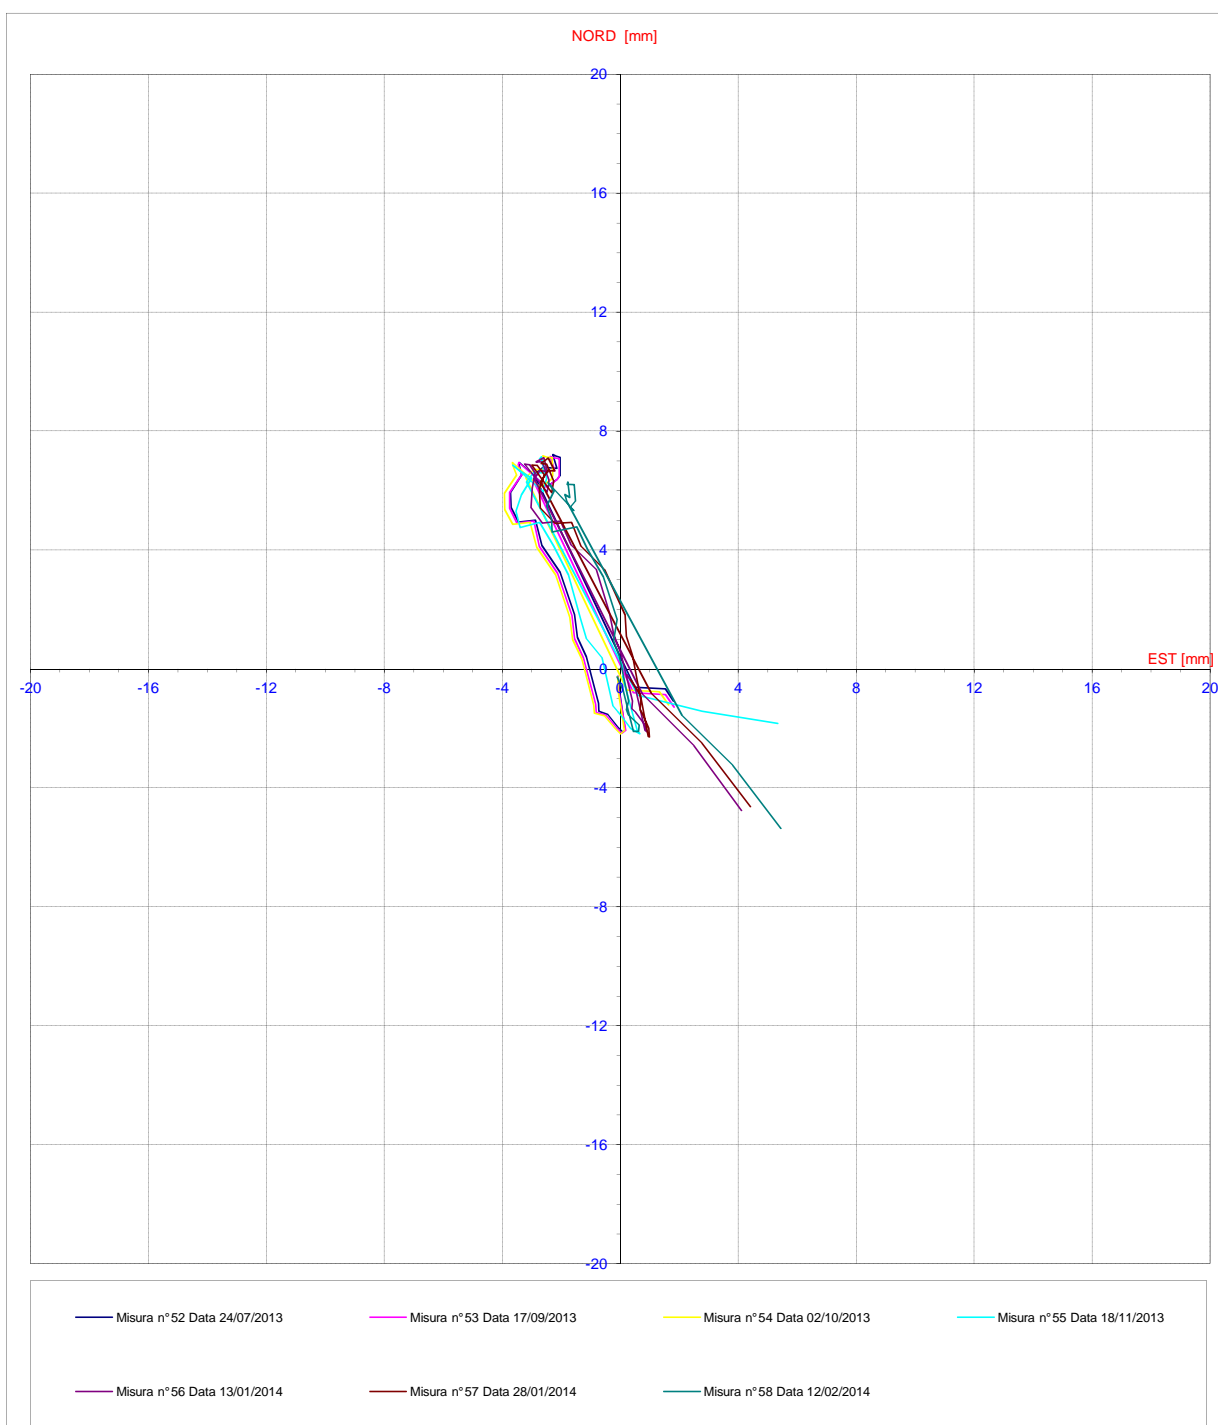 NORD [mm]
20
16
12
8
4
0
EST [mm]
-20 -16 -12 -8 -4 0 4 8 12 16 20
-4
-8
-12
-16
-20
Misura n°52 Data 24/07/2013 Misura n°53 Data 17/09/2013 Misura n°54 Data 02/10/2013 Misura n°55 Data 18/11/2013
Misura n°56 Data 13/01/2014 Misura n°57 Data 28/01/2014 Misura n°58 Data 12/02/2014